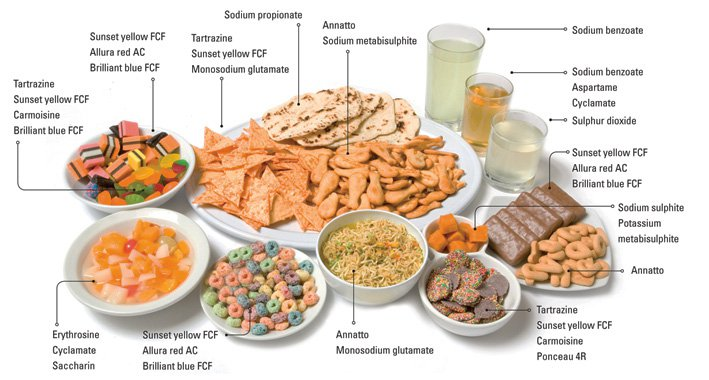 Sodium propionate
Annatto
Sodium metabisulphite
Sunset yellow FCF
Allura red AC
Brilliant blue FCF
Tartrazine
Sunset yellow FCF
Monosodium glutamate
Sodium benzoate
Tartrazine
Sunset yellow FCF
Carmoisine
Brilliant blue FCF
Sodium benzoate
Aspartame
Cyclamate
Sulphur dioxide
Sunset yellow FCF
Allura red AC
Brilliant blue FCF
Sodium sulphite
Potassium
metabisulphite
Annatto
Erythrosine
Cyclamate
Saccharin
Sunset yellow FCF
Allura red AC
Brilliant blue FCF
Annatto
Monosodium glutamate
Tartrazine
Sunset yellow FCF
Carmoisine
Ponceau 4R